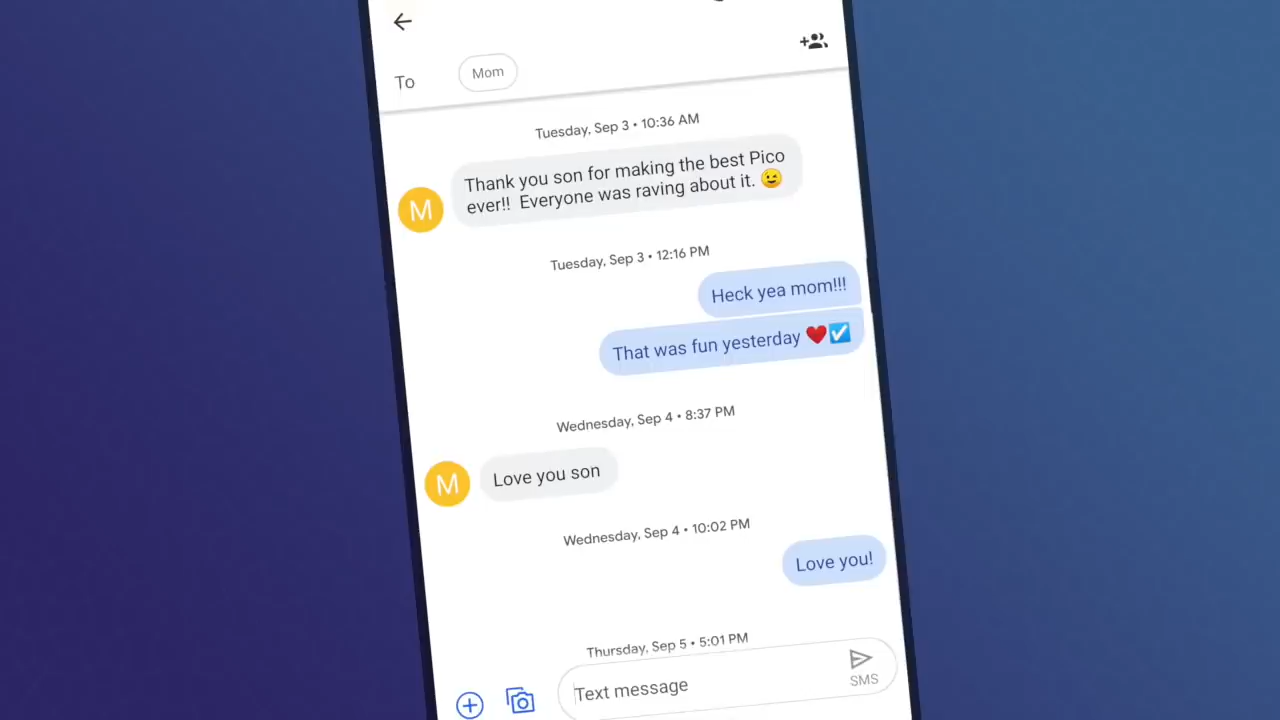 To Mom
Tuesday, Sep 3 • 10:36 AM
M
Thank you son for making the best Pico
ever!!  Everyone was raving about it. 😉
Tuesday, Sep 3 • 12:16 PM
Heck yea mom!!!
That was fun yesterday ❤️☑️
Wednesday, Sep 4 • 8:37 PM
M
Love you son
Wednesday, Sep 4 • 10:02 PM
Love you!
Thursday, Sep 5 • 5:01 PM
Text message
SMS